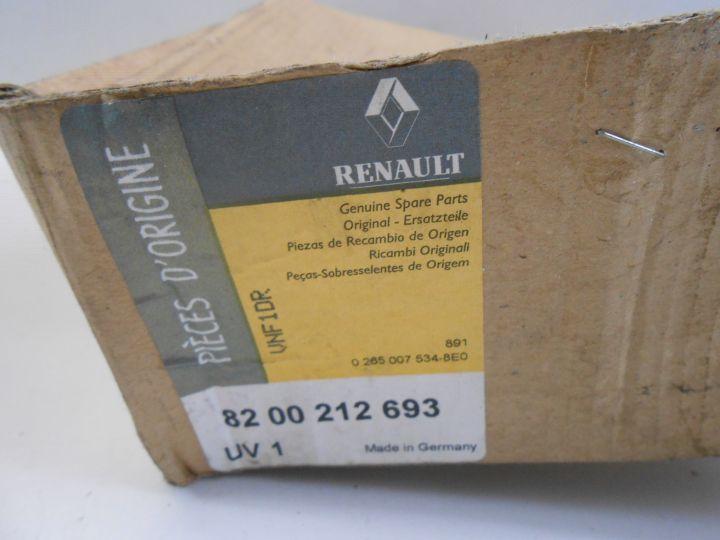 PIÈCES D'ORIGINE
RENAULT
Genuine Spare Parts
Original - Ersatzteile
Piezas de Recambio de Origen
Ricambi Originali
Peças-Sobresselentes de Origem
VNF1DR
891
0 265 007 534-8E0
82 00 212 693
UV 1
Made in Germany